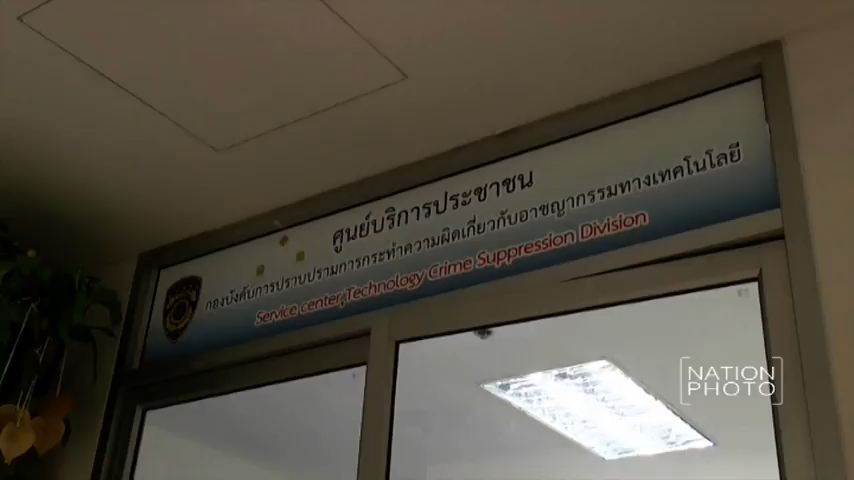 ศูนย์บริการประชาชน
กองบังคับการปราบปรามการกระทำความผิดเกี่ยวกับอาชญากรรมทางเทคโนโลยี
Service center,Technology Crime Suppression Division
NATION
PHOTO